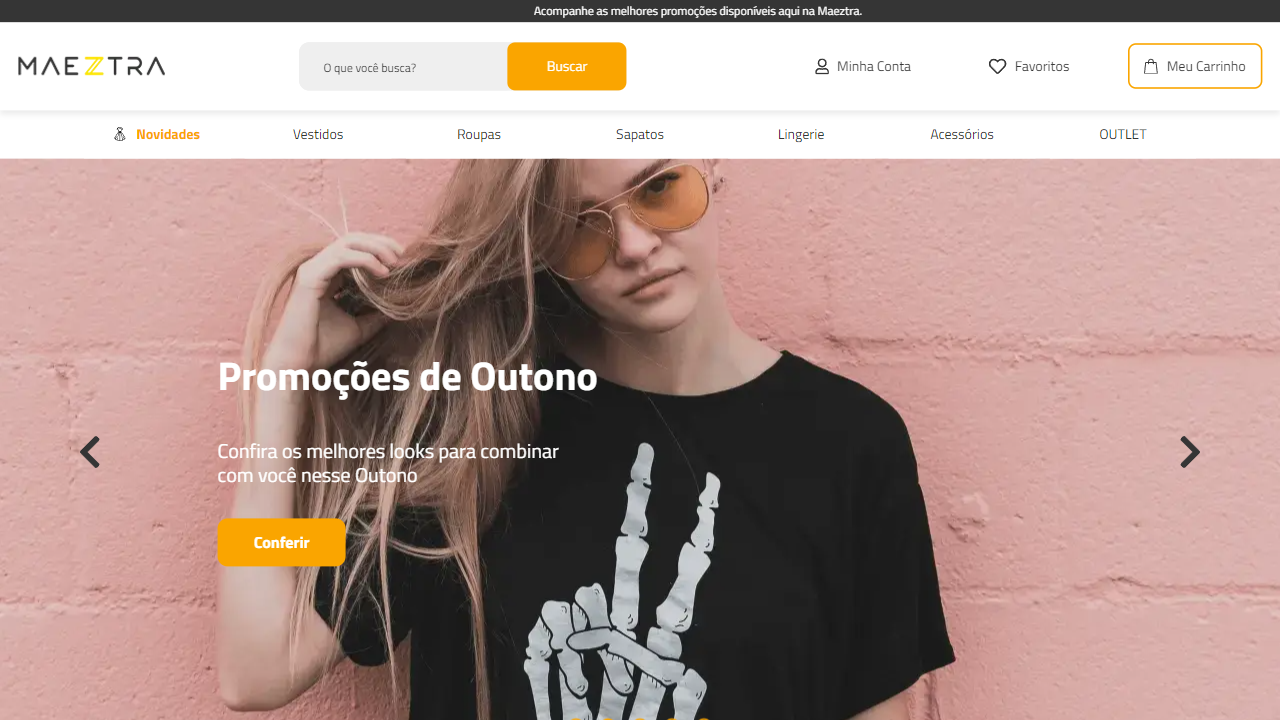 Acompanhe as melhores promoções disponíveis aqui na Maeztra.
MAEZTRA
O que você busca?
Buscar
Minha Conta
Favoritos
Meu Carrinho
Novidades
Vestidos
Roupas
Sapatos
Lingerie
Acessórios
OUTLET
Promoções de Outono
Confira os melhores looks para combinar
com você nesse Outono
Conferir